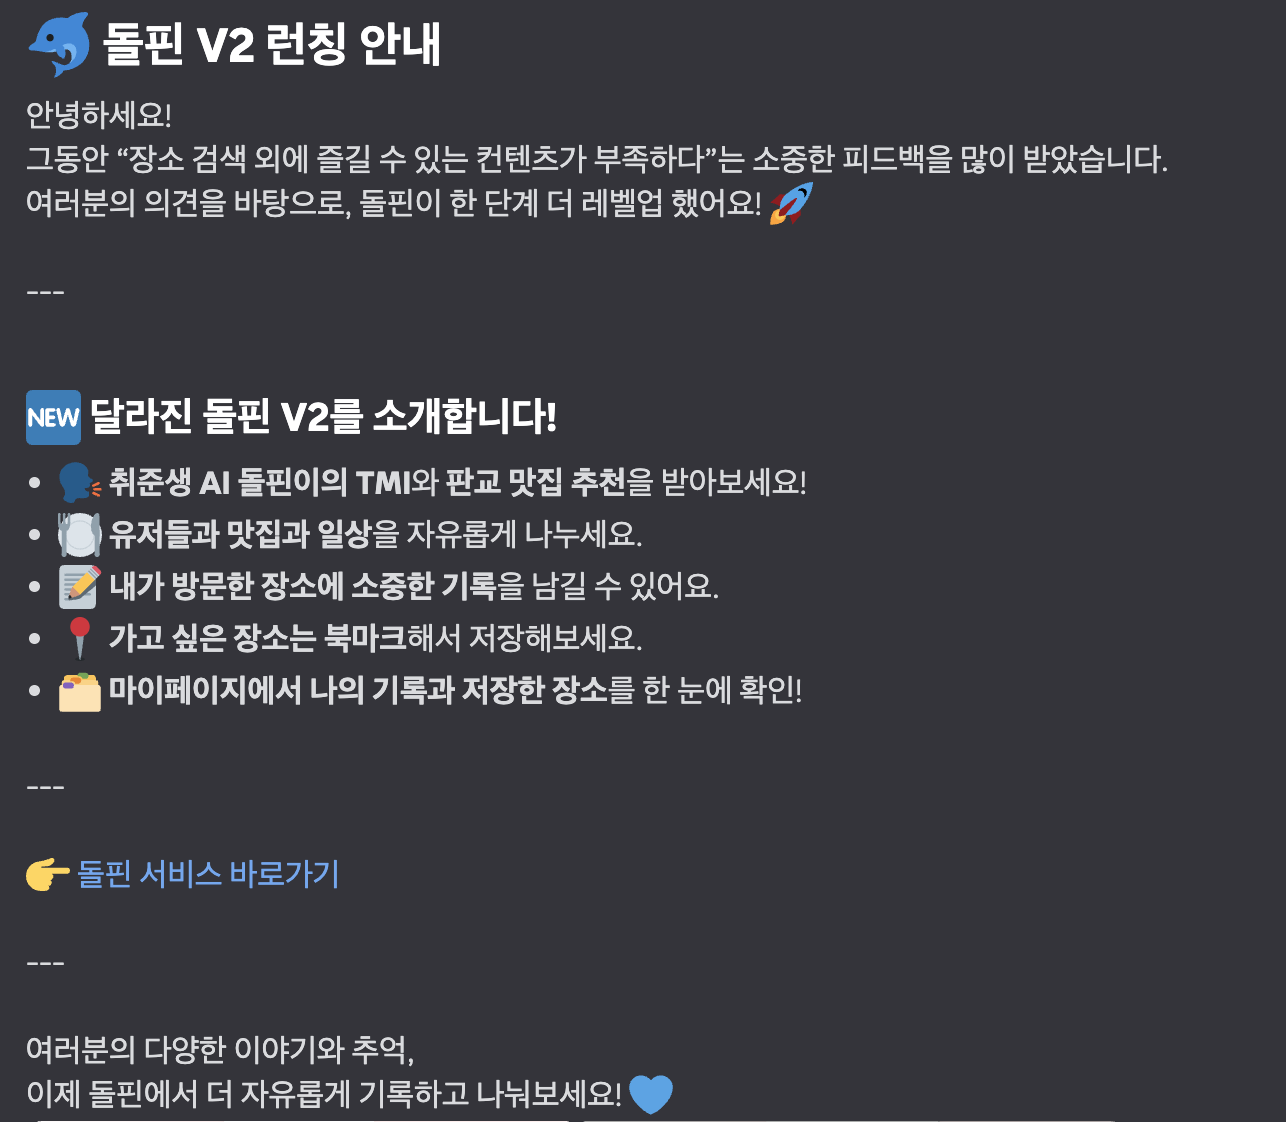 돌핀 V2 런칭 안내
안녕하세요!
그동안 “장소 검색 외에 즐길 수 있는 컨텐츠가 부족하다”는 소중한 피드백을 많이 받았습니다.
여러분의 의견을 바탕으로, 돌핀이 한 단계 더 레벨업 했어요! 🚀
---
NEW 달라진 돌핀 V2를 소개합니다!
• 🗣️ 취준생 AI 돌핀이의 TMI와 판교 맛집 추천을 받아보세요!
• 🍽️ 유저들과 맛집과 일상을 자유롭게 나누세요.
• 📝 내가 방문한 장소에 소중한 기록을 남길 수 있어요.
• 📍 가고 싶은 장소는 북마크해서 저장해보세요.
• 🗂️ 마이페이지에서 나의 기록과 저장한 장소를 한 눈에 확인!
---
👉 돌핀 서비스 바로가기
---
여러분의 다양한 이야기와 추억,
이제 돌핀에서 더 자유롭게 기록하고 나눠보세요! 💙